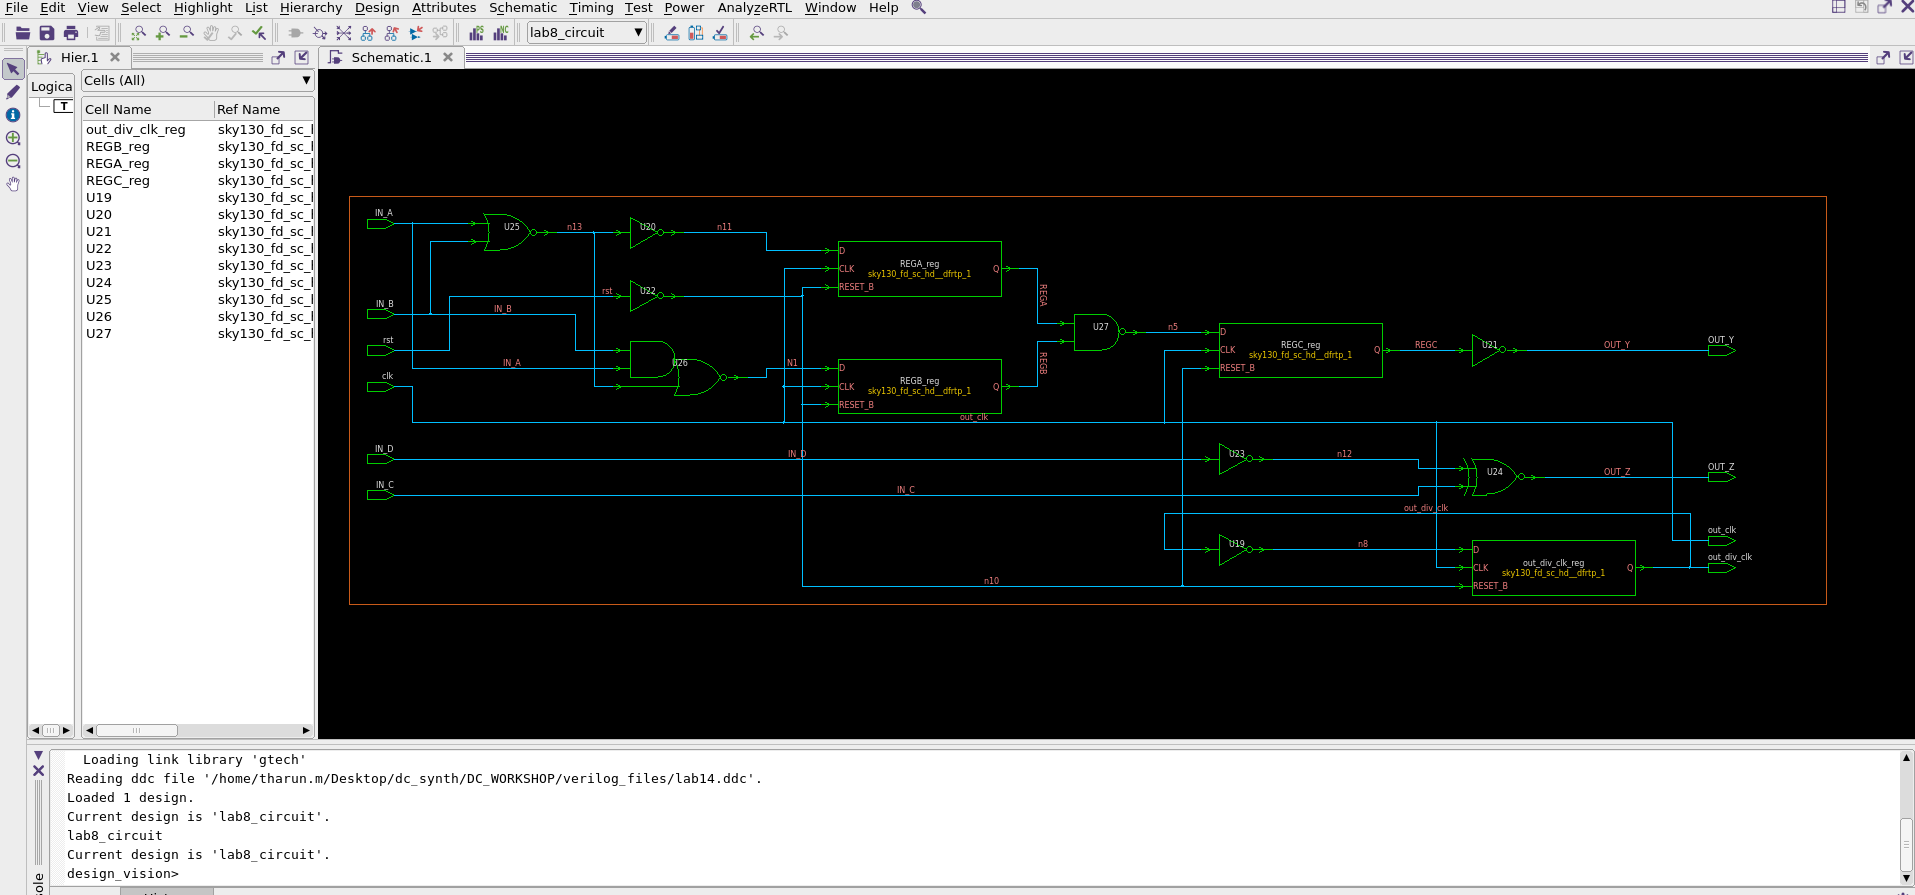 File Edit View Select Highlight List Hierarchy Design Attributes Schematic Timing Test Power AnalyzeRTL Window Help
lab8_circuit
Hier.1
Schematic.1
Logica
T
Cells (All)
Cell Name Ref Name
out_div_clk_reg sky130_fd_sc_l
REGB_reg sky130_fd_sc_l
REGA_reg sky130_fd_sc_l
REGC_reg sky130_fd_sc_l
U19 sky130_fd_sc_l
U20 sky130_fd_sc_l
U21 sky130_fd_sc_l
U22 sky130_fd_sc_l
U23 sky130_fd_sc_l
U24 sky130_fd_sc_l
U25 sky130_fd_sc_l
U26 sky130_fd_sc_l
U27 sky130_fd_sc_l
IN_A
U25
n13
U20
n11
D
CLK
RESET_B
REGA_reg
sky130_fd_sc_hd__dfrtp_1
Q
REGA
rst
U22
IN_B
IN_B
rst
IN_A
clk
U26
N1
D
CLK
RESET_B
REGB_reg
sky130_fd_sc_hd__dfrtp_1
Q
REGB
U27
n5
D
CLK
RESET_B
REGC_reg
sky130_fd_sc_hd__dfrtp_1
Q
REGC
U21
OUT_Y
OUT_Y
out_clk
IN_D
IN_D
U23
n12
U24
OUT_Z
OUT_Z
IN_C
IN_C
out_div_clk
out_clk
U19
n8
D
CLK
RESET_B
out_div_clk_reg
sky130_fd_sc_hd__dfrtp_1
Q
out_div_clk
n10
Loading link library 'gtech'
Reading ddc file '/home/tharun.m/Desktop/dc_synth/DC_WORKSHOP/verilog_files/lab14.ddc'.
Loaded 1 design.
Current design is 'lab8_circuit'.
lab8_circuit
Current design is 'lab8_circuit'.
design_vision>
ole